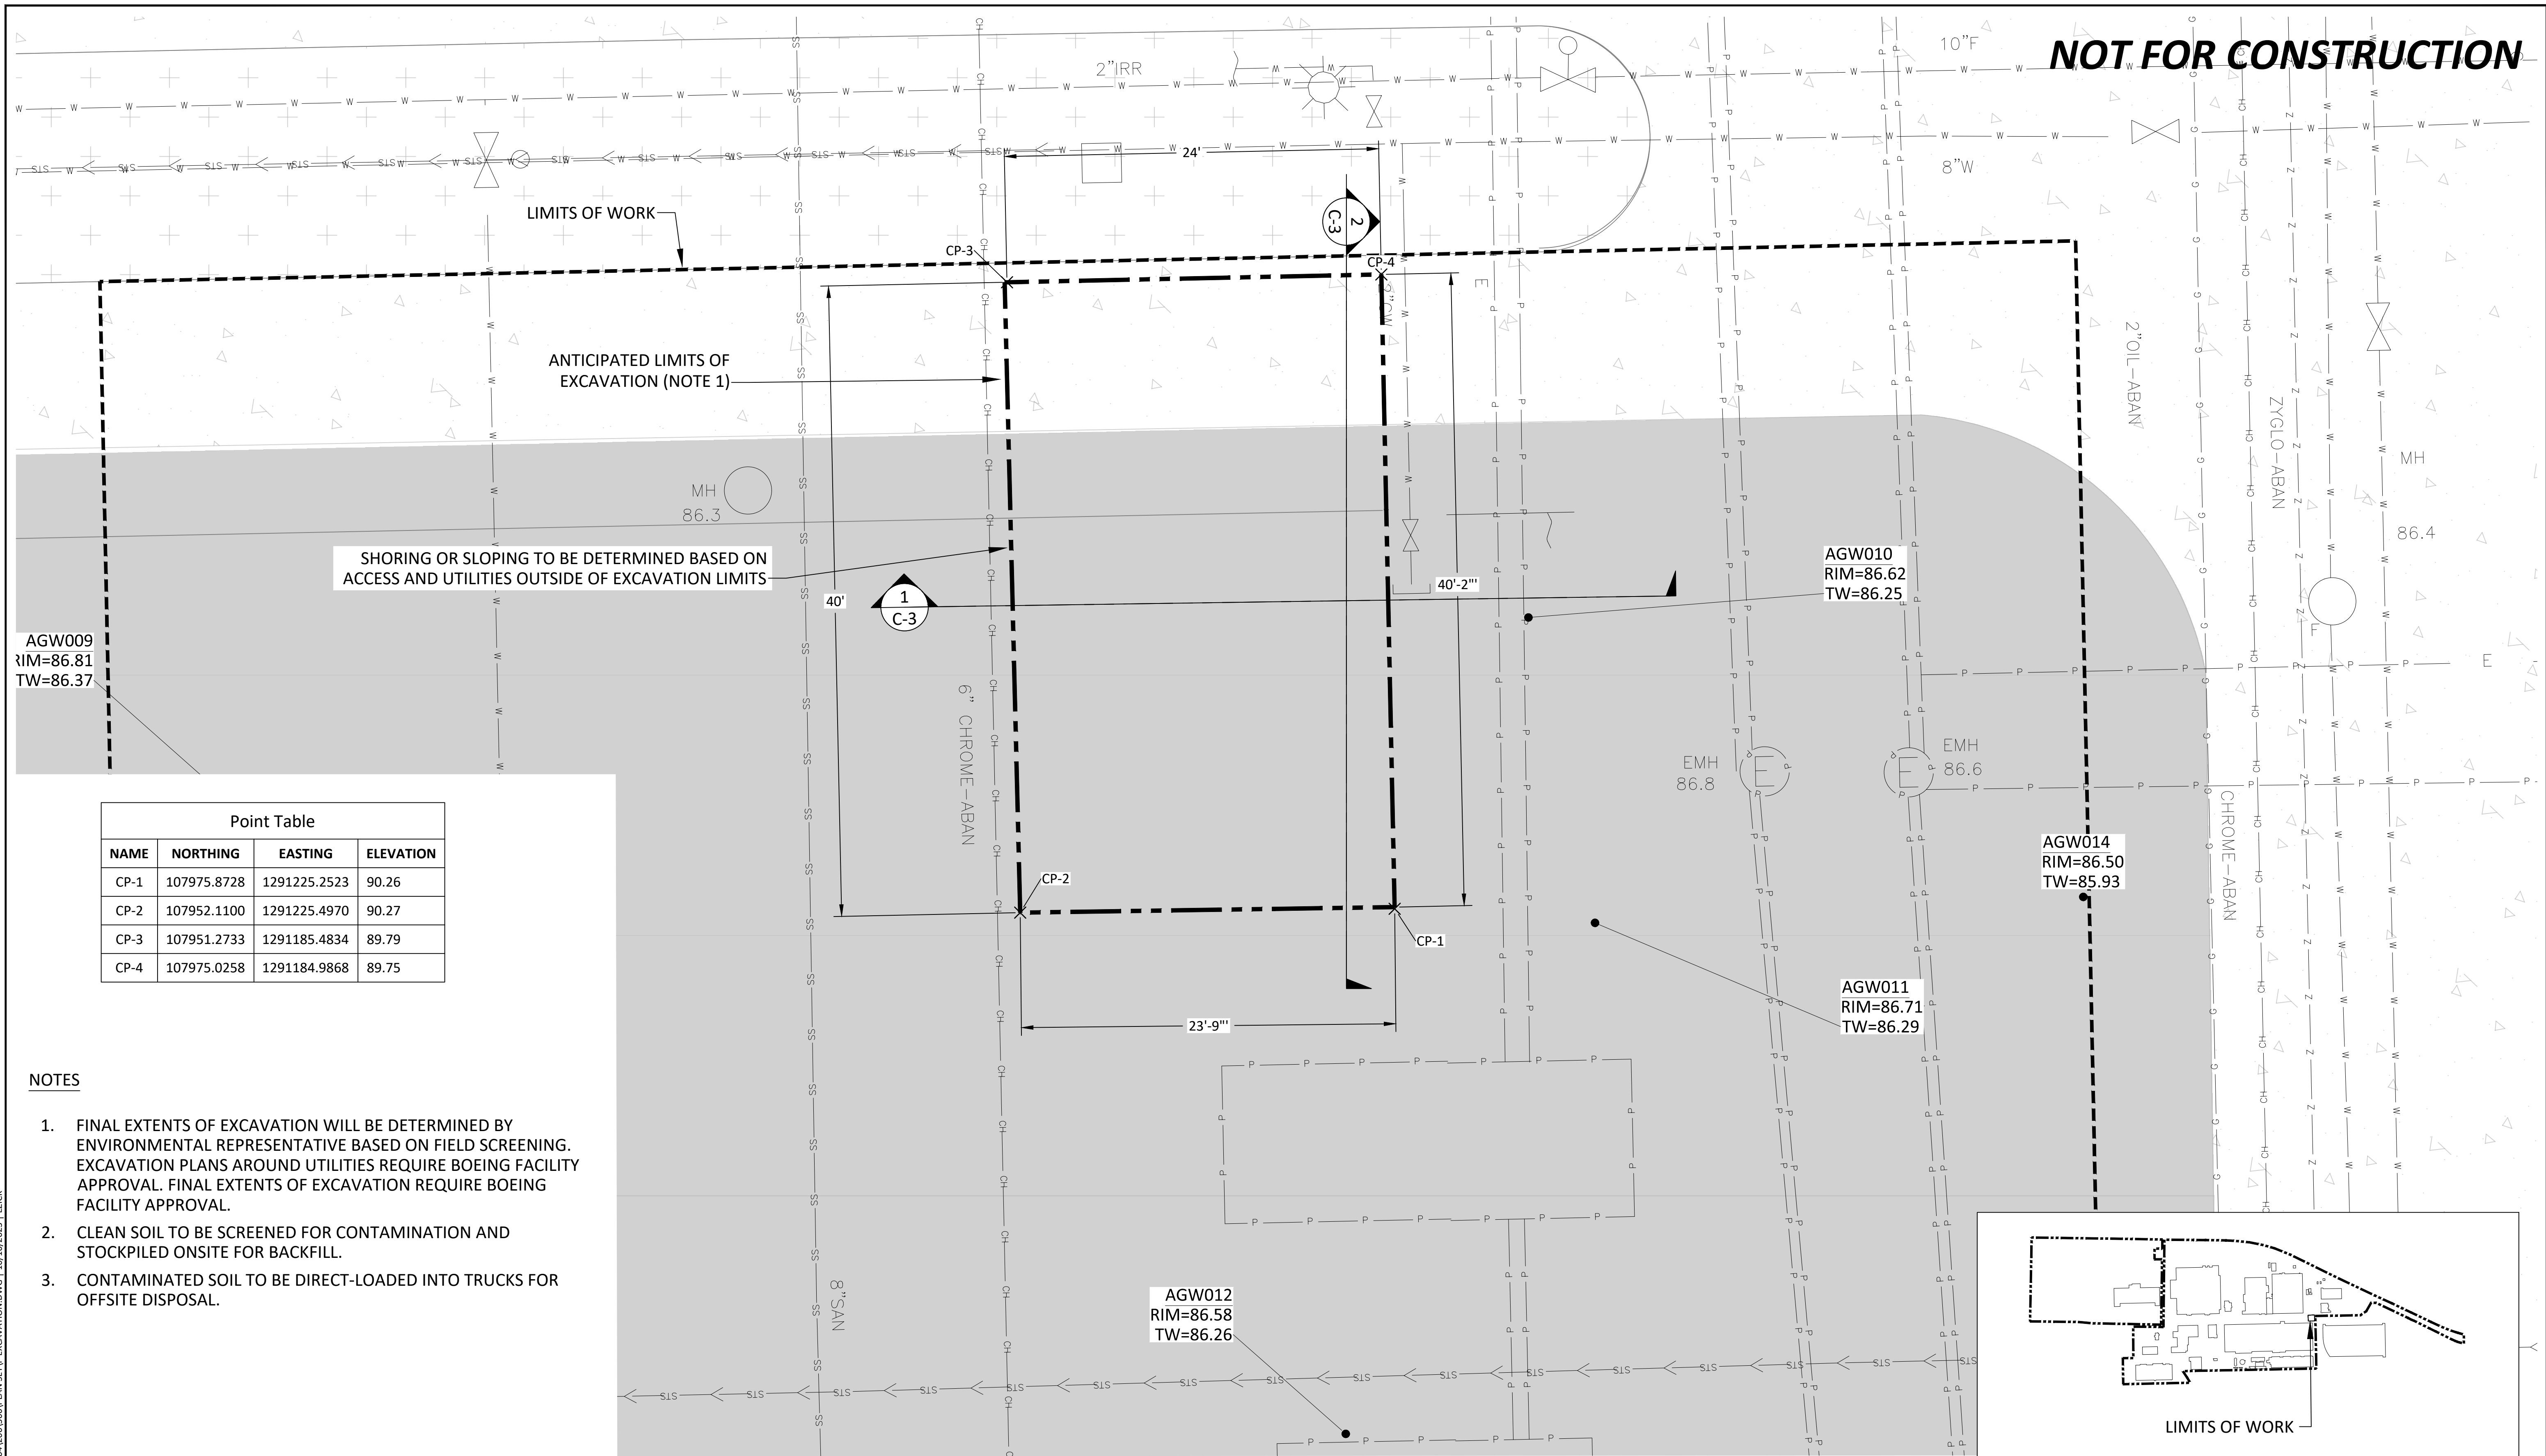 NOT FOR CONSTRUCTION
10"F
2"IRR
8"W
24'
LIMITS OF WORK
2
C-3
CP-3
CP-4
E
2"OIL-ABAN
ANTICIPATED LIMITS OF
EXCAVATION (NOTE 1)
ZYGLO-ABAN
MH
86.3
MH
86.4
SHORING OR SLOPING TO BE DETERMINED BASED ON
ACCESS AND UTILITIES OUTSIDE OF EXCAVATION LIMITS
40'
1
C-3
40'-2"'
AGW010
RIM=86.62
TW=86.25
AGW009
RIM=86.81
TW=86.37
F
E
6" CHROME-ABAN
EMH
86.8
E
E
EMH
86.6
CHROME-ABAN
AGW014
RIM=86.50
TW=85.93
CP-2
CP-1
23'-9"'
AGW011
RIM=86.71
TW=86.29
Point Table
NAME NORTHING EASTING ELEVATION
CP-1 107975.8728 1291225.2523 90.26
CP-2 107952.1100 1291225.4970 90.27
CP-3 107951.2733 1291185.4834 89.79
CP-4 107975.0258 1291184.9868 89.75
NOTES
1. FINAL EXTENTS OF EXCAVATION WILL BE DETERMINED BY
ENVIRONMENTAL REPRESENTATIVE BASED ON FIELD SCREENING.
EXCAVATION PLANS AROUND UTILITIES REQUIRE BOEING FACILITY
APPROVAL. FINAL EXTENTS OF EXCAVATION REQUIRE BOEING
FACILITY APPROVAL.
2. CLEAN SOIL TO BE SCREENED FOR CONTAMINATION AND
STOCKPILED ONSITE FOR BACKFILL.
3. CONTAMINATED SOIL TO BE DIRECT-LOADED INTO TRUCKS FOR
OFFSITE DISPOSAL.
8"SAN
AGW012
RIM=86.58
TW=86.26
LIMITS OF WORK